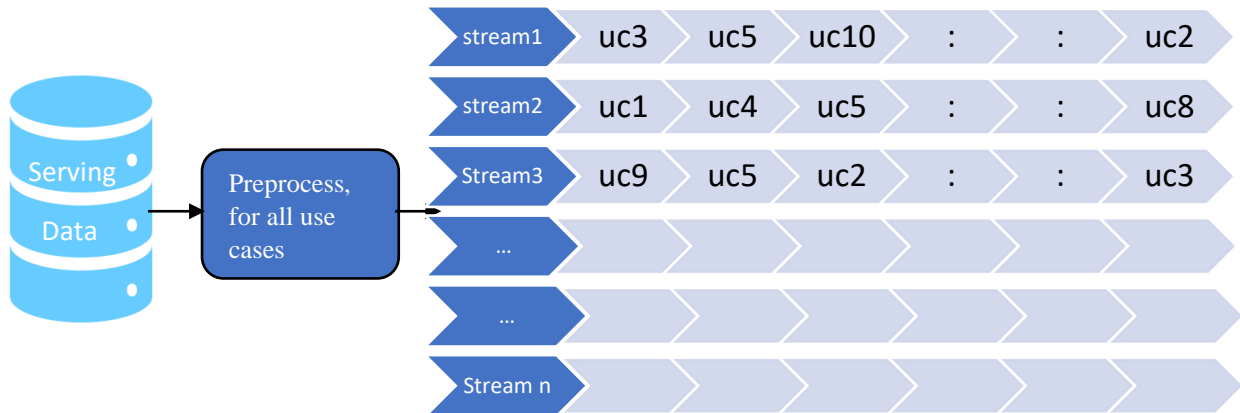 Serving
Data
Preprocess,
for all use
cases
stream1 uc3 uc5 uc10 : : uc2
stream2 uc1 uc4 uc5 : : uc8
Stream3 uc9 uc5 uc2 : : uc3
...
...
Stream n